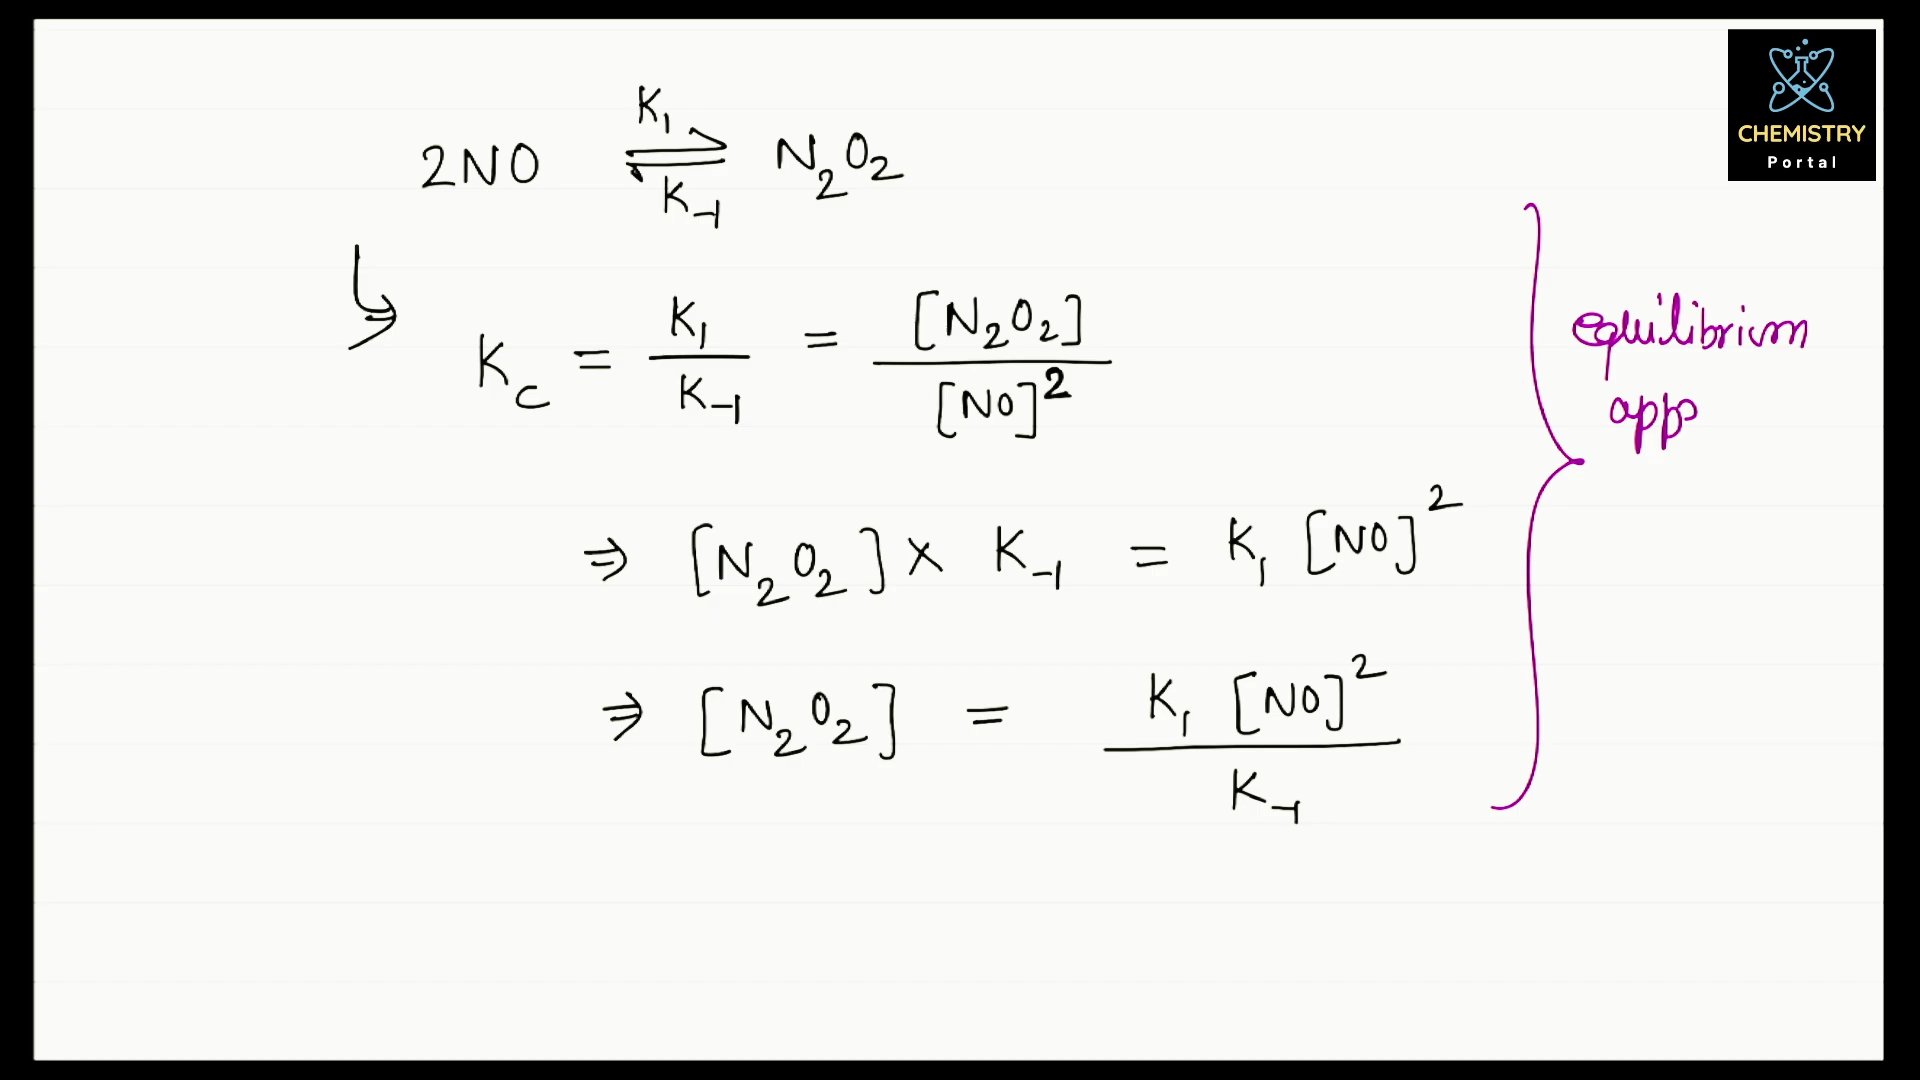 CHEMISTRY
Portal
2NO ⇌ N₂O₂
K₁
K₋₁
K_c = K₁ / K₋₁ = [N₂O₂] / [NO]²
⇒ [N₂O₂] × K₋₁ = K₁ [NO]²
⇒ [N₂O₂] = K₁ [NO]² / K₋₁
equilibrium
app